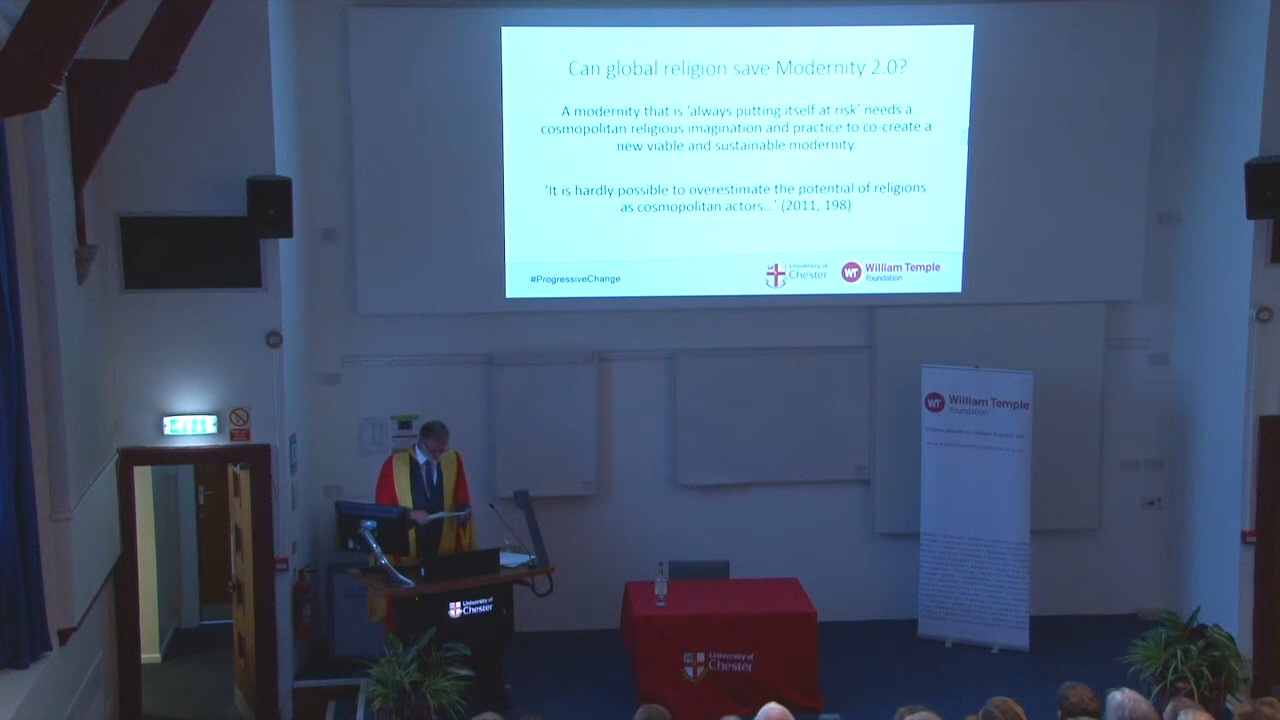 Can global religion save Modernity 2.0?
A modernity that is 'always putting itself at risk' needs a
cosmopolitan religious imagination and practice to co-create a
new viable and sustainable modernity.
'It is hardly possible to overestimate the potential of religions
as cosmopolitan actors...' (2011, 198)
#ProgressiveChange
University of
Chester
WT
William Temple
Foundation
WT
William Temple
Foundation
University of
Chester
University of
Chester